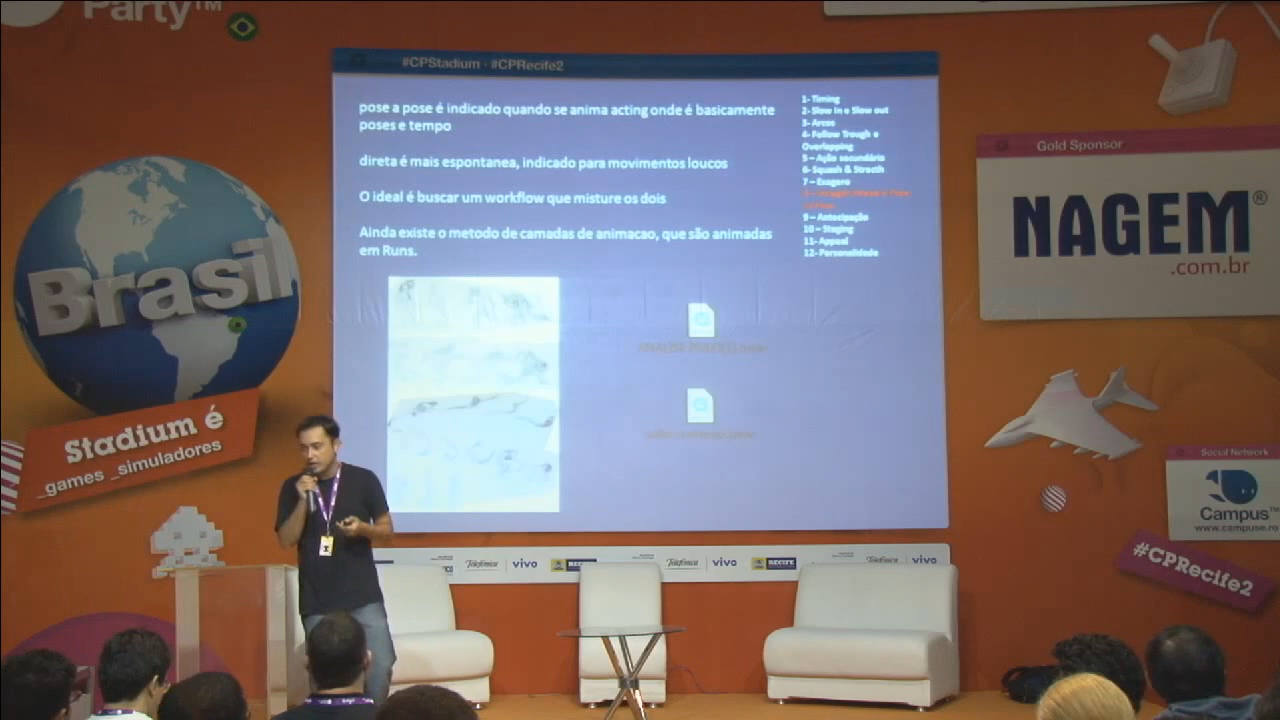 Party™
#CPStadium - #CPRecife2
pose a pose é indicado quando se anima acting onde é basicamente
poses e tempo
direta é mais espontanea, indicado para movimentos loucos
O ideal é buscar um workflow que misture os dois
Ainda existe o metodo de camadas de animacao, que são animadas
em Runs.
1- Timing
2- Slow In e Slow out
3- Arcos
4- Follow Trough e
Overlapping
5 – Ação secundária
6- Squash & Strecth
7 – Exagero
9 – Antecipação
10 – Staging
11- Appeal
12- Personalidade
Gold Sponsor
NAGEM®
.com.br
Brasil
Stadium é
_games _simuladores
Social Network
Campus™
www.campuse.ro
#CPRecife2
Telefónica
vivo
RECIFE
Telefónica
vivo
RECIFE
Telefónica
vivo